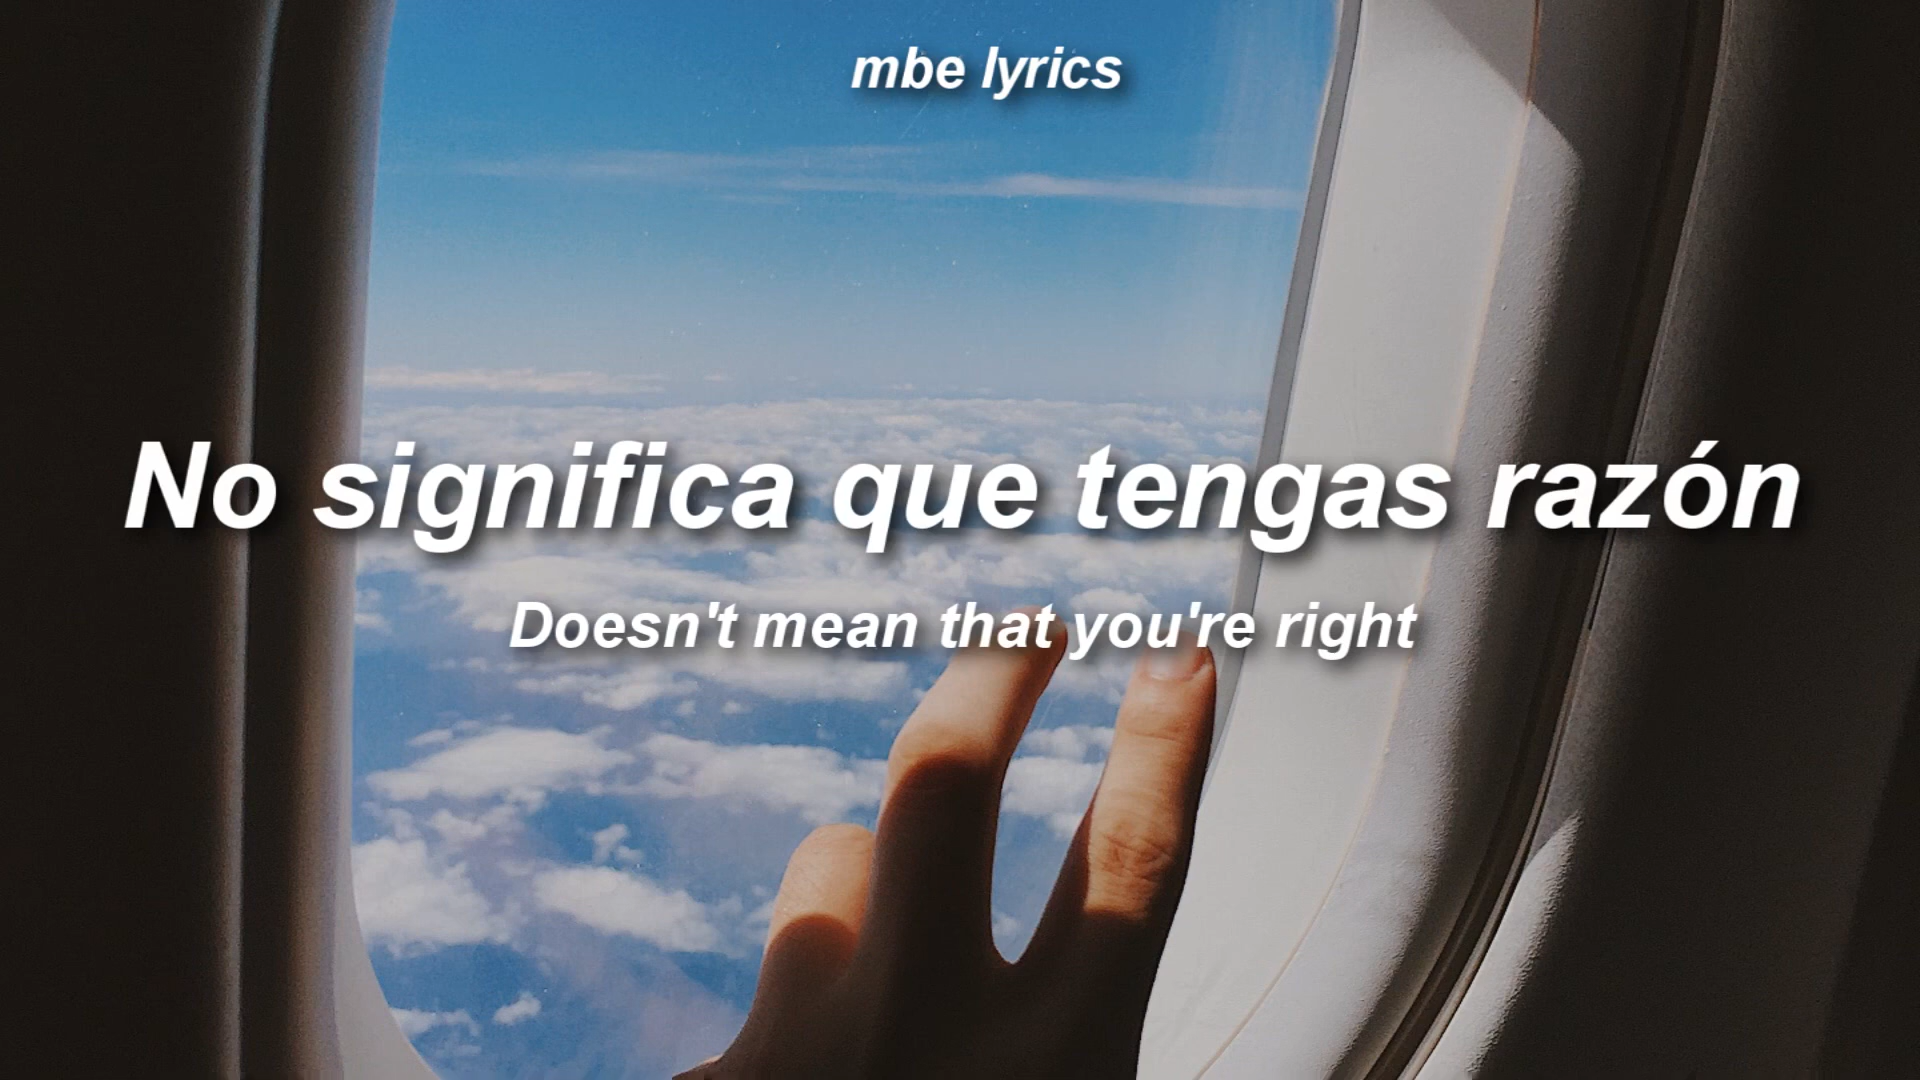 mbe lyrics
No significa que tengas razón
Doesn't mean that you're right